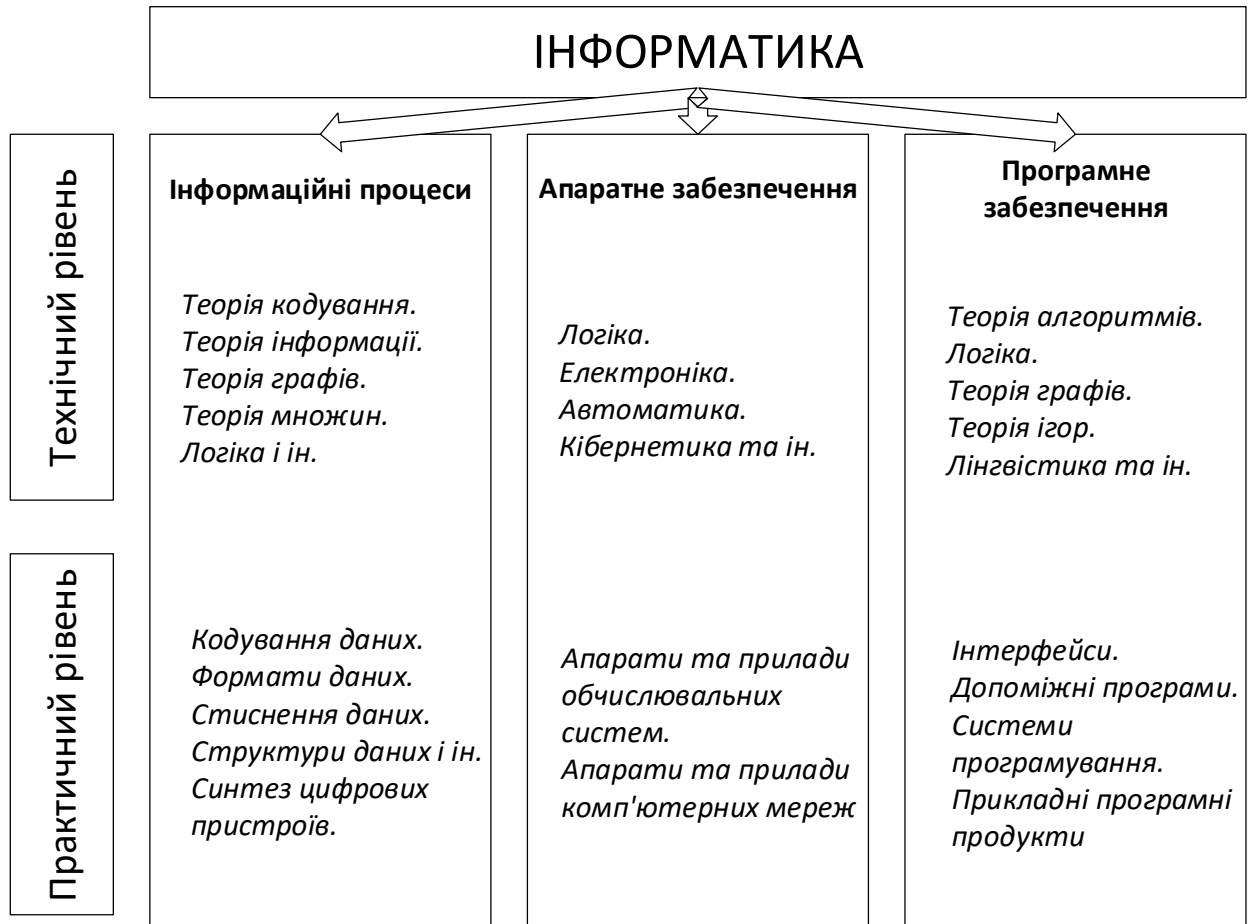 ІНФОРМАТИКА
Технічний рівень
Інформаційні процеси
Теорія кодування.
Теорія інформації.
Теорія графів.
Теорія множин.
Логіка і ін.
Апаратне забезпечення
Логіка.
Електроніка.
Автоматика.
Кібернетика та ін.
Програмне
забезпечення
Теорія алгоритмів.
Логіка.
Теорія графів.
Теорія ігор.
Лінгвістика та ін.
Практичний рівень
Кодування даних.
Формати даних.
Стиснення даних.
Структури даних і ін.
Синтез цифрових
пристроїв.
Апарати та прилади
обчислювальних
систем.
Апарати та прилади
комп'ютерних мереж
Інтерфейси.
Допоміжні програми.
Системи
програмування.
Прикладні програмні
продукти